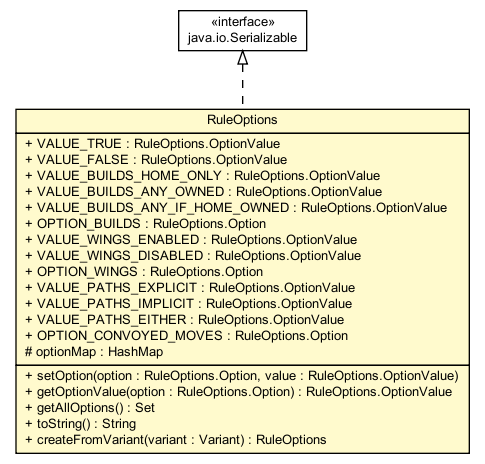 «interface»
java.io.Serializable
RuleOptions
+ VALUE_TRUE : RuleOptions.OptionValue
+ VALUE_FALSE : RuleOptions.OptionValue
+ VALUE_BUILDS_HOME_ONLY : RuleOptions.OptionValue
+ VALUE_BUILDS_ANY_OWNED : RuleOptions.OptionValue
+ VALUE_BUILDS_ANY_IF_HOME_OWNED : RuleOptions.OptionValue
+ OPTION_BUILDS : RuleOptions.Option
+ VALUE_WINGS_ENABLED : RuleOptions.OptionValue
+ VALUE_WINGS_DISABLED : RuleOptions.OptionValue
+ OPTION_WINGS : RuleOptions.Option
+ VALUE_PATHS_EXPLICIT : RuleOptions.OptionValue
+ VALUE_PATHS_IMPLICIT : RuleOptions.OptionValue
+ VALUE_PATHS_EITHER : RuleOptions.OptionValue
+ OPTION_CONVOYED_MOVES : RuleOptions.Option
# optionMap : HashMap
+ setOption(option : RuleOptions.Option, value : RuleOptions.OptionValue)
+ getOptionValue(option : RuleOptions.Option) : RuleOptions.OptionValue
+ getAllOptions() : Set
+ toString() : String
+ createFromVariant(variant : Variant) : RuleOptions